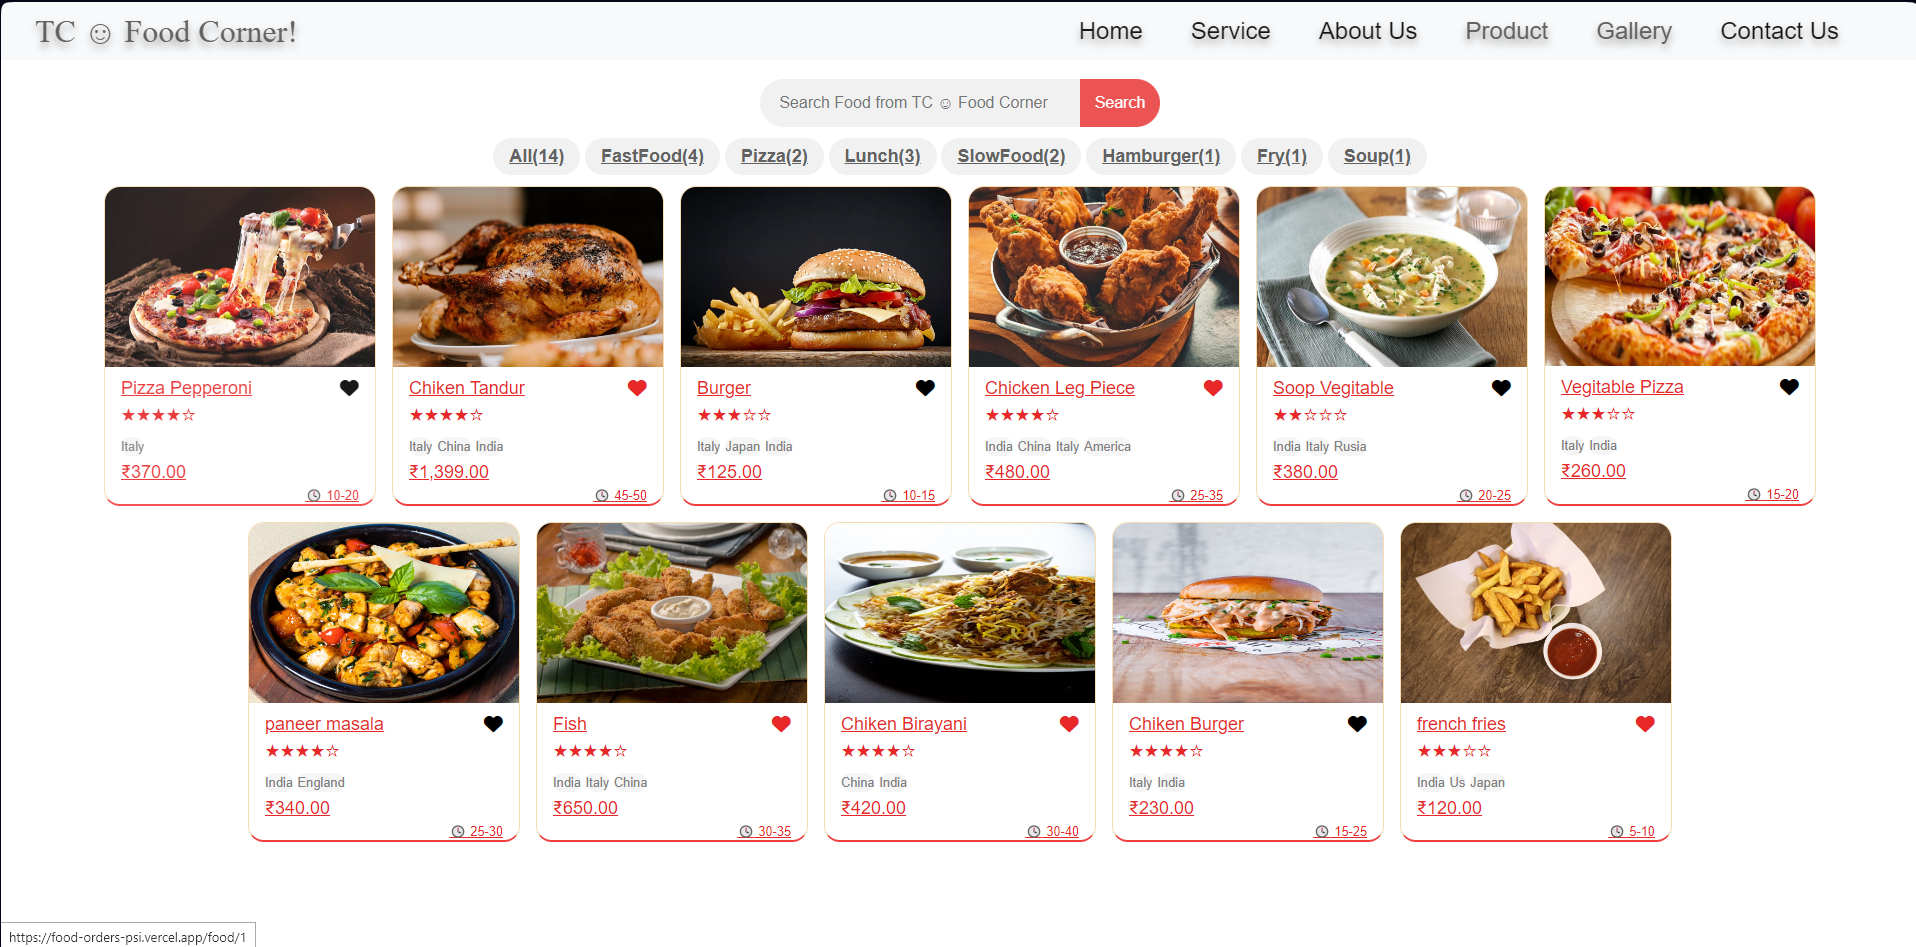 TC ☺ Food Corner!
Home Service About Us Product Gallery Contact Us
Search Food from TC ☺ Food Corner Search
All(14) FastFood(4) Pizza(2) Lunch(3) SlowFood(2) Hamburger(1) Fry(1) Soup(1)
Pizza Pepperoni
★★★★☆
Italy
₹370.00
10-20
Chiken Tandur
★★★★☆
Italy China India
₹1,399.00
45-50
Burger
★★★☆☆
Italy Japan India
₹125.00
10-15
Chicken Leg Piece
★★★★☆
India China Italy America
₹480.00
25-35
Soop Vegitable
★★☆☆☆
India Italy Rusia
₹380.00
20-25
Vegitable Pizza
★★★☆☆
Italy India
₹260.00
15-20
paneer masala
★★★★☆
India England
₹340.00
25-30
Fish
★★★★☆
India Italy China
₹650.00
30-35
Chiken Birayani
★★★★☆
China India
₹420.00
30-40
Chiken Burger
★★★★☆
Italy India
₹230.00
15-25
french fries
★★★☆☆
India Us Japan
₹120.00
5-10
https://food-orders-psi.vercel.app/food/1